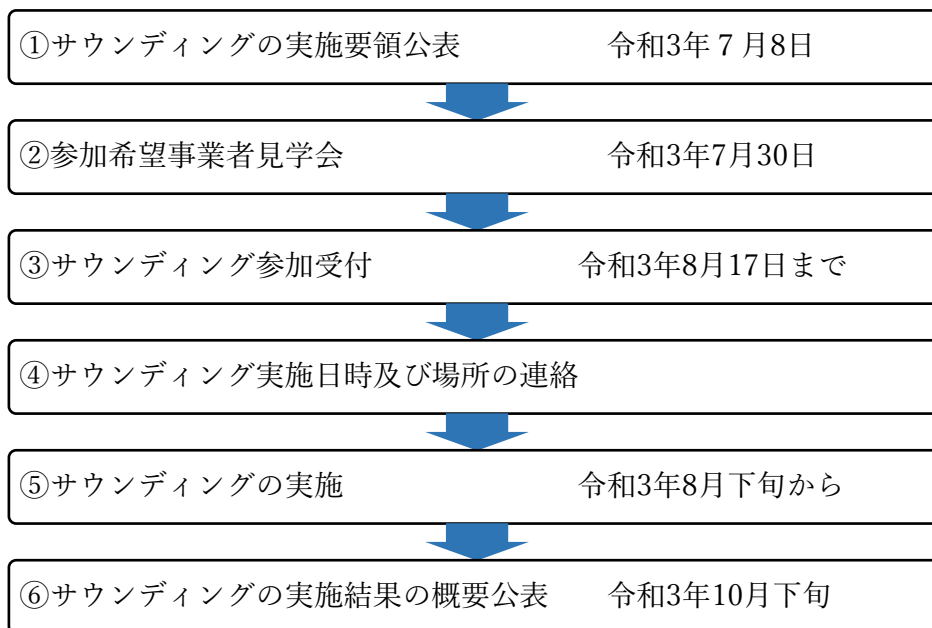 ①サウンディングの実施要領公表 令和3年７月8日
②参加希望事業者見学会 令和3年7月30日
③サウンディング参加受付 令和3年8月17日まで
④サウンディング実施日時及び場所の連絡
⑤サウンディングの実施 令和3年8月下旬から
⑥サウンディングの実施結果の概要公表 令和3年10月下旬